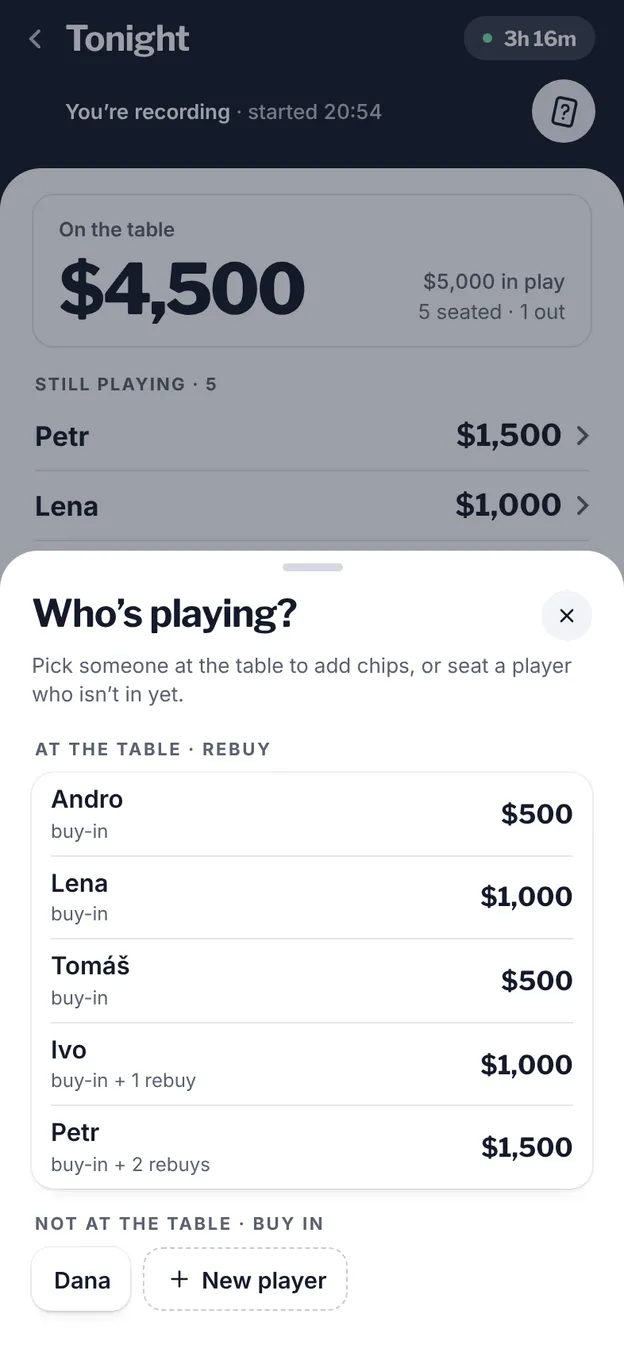 Tonight
3h 16m
You’re recording · started 20:54
On the table
$4,500
$5,000 in play
5 seated · 1 out
STILL PLAYING · 5
Petr
$1,500
Lena
$1,000
Who’s playing?
Pick someone at the table to add chips, or seat a player
who isn’t in yet.
AT THE TABLE · REBUY
Andro
buy-in
$500
Lena
buy-in
$1,000
Tomáš
buy-in
$500
Ivo
buy-in + 1 rebuy
$1,000
Petr
buy-in + 2 rebuys
$1,500
NOT AT THE TABLE · BUY IN
Dana
+ New player